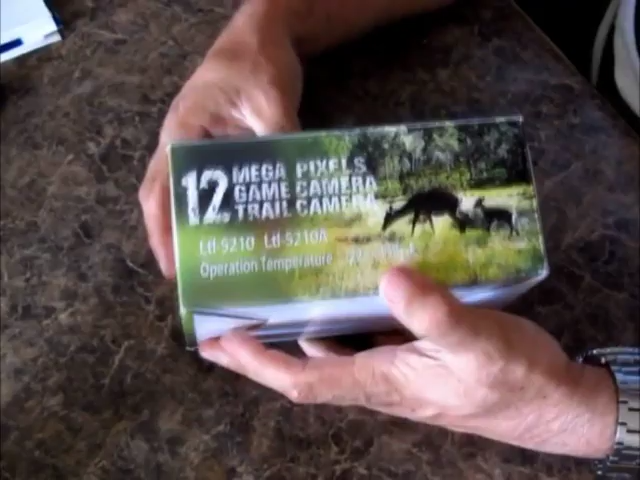 12 MEGA PIXELS
GAME CAMERA
TRAIL CAMERA
Ltl-5210 Ltl-5210A
Operation Temperature